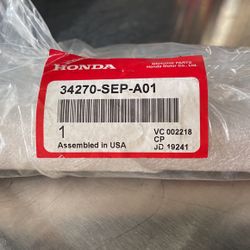 HONDA
Genuine PARTS
Honda Motor Co., Ltd.
34270-SEP-A01
1
Assembled in USA
VC 002218
CP
JD 19241